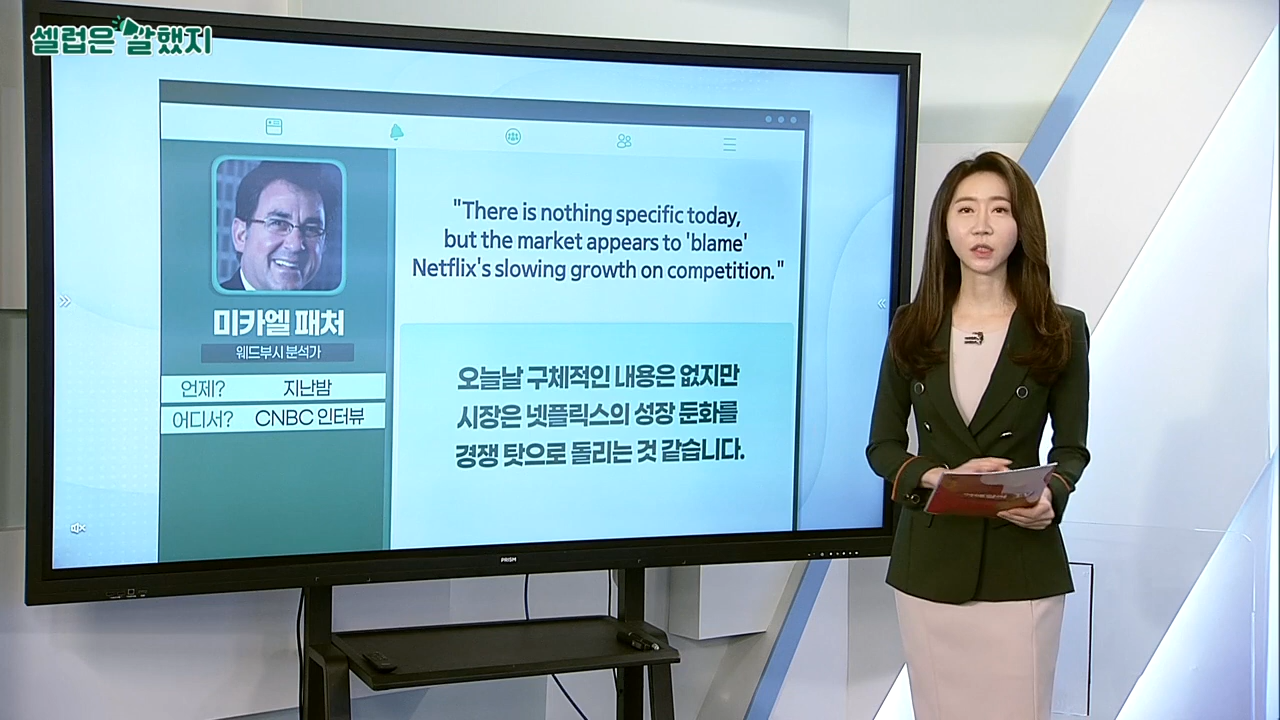 셀럽은 말했지
"There is nothing specific today,
but the market appears to 'blame'
Netflix's slowing growth on competition."
미카엘 패처
웨드부시 분석가
언제? 지난밤
어디서? CNBC 인터뷰
오늘날 구체적인 내용은 없지만
시장은 넷플릭스의 성장 둔화를
경쟁 탓으로 돌리는 것 같습니다.
PRISM